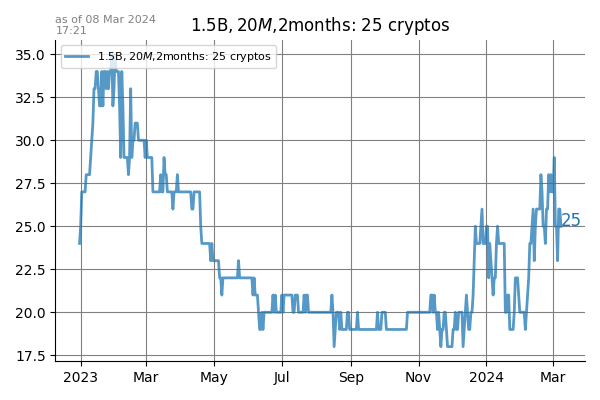 as of 08 Mar 2024
17:21
1.5B, 20M,2months: 25 cryptos
1.5B, 20M,2months: 25 cryptos
35.0
32.5
30.0
27.5
25.0
22.5
20.0
17.5
25
2023
Mar
May
Jul
Sep
Nov
2024
Mar